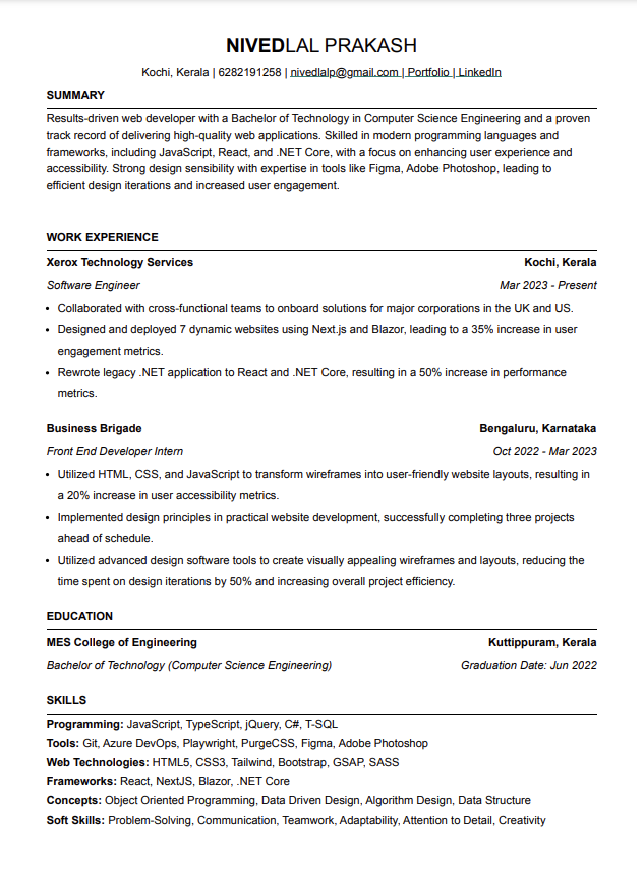 NIVEDLAL PRAKASH
Kochi, Kerala | 6282191258 | nivedlalp@gmail.com | Portfolio | LinkedIn
SUMMARY
Results-driven web developer with a Bachelor of Technology in Computer Science Engineering and a proven
track record of delivering high-quality web applications. Skilled in modern programming languages and
frameworks, including JavaScript, React, and .NET Core, with a focus on enhancing user experience and
accessibility. Strong design sensibility with expertise in tools like Figma, Adobe Photoshop, leading to
efficient design iterations and increased user engagement.
WORK EXPERIENCE
Xerox Technology Services Kochi, Kerala
Software Engineer Mar 2023 - Present
• Collaborated with cross-functional teams to onboard solutions for major corporations in the UK and US.
• Designed and deployed 7 dynamic websites using Next.js and Blazor, leading to a 35% increase in user
engagement metrics.
• Rewrote legacy .NET application to React and .NET Core, resulting in a 50% increase in performance
metrics.
Business Brigade Bengaluru, Karnataka
Front End Developer Intern Oct 2022 - Mar 2023
• Utilized HTML, CSS, and JavaScript to transform wireframes into user-friendly website layouts, resulting in
a 20% increase in user accessibility metrics.
• Implemented design principles in practical website development, successfully completing three projects
ahead of schedule.
• Utilized advanced design software tools to create visually appealing wireframes and layouts, reducing the
time spent on design iterations by 50% and increasing overall project efficiency.
EDUCATION
MES College of Engineering Kuttippuram, Kerala
Bachelor of Technology (Computer Science Engineering) Graduation Date: Jun 2022
SKILLS
Programming: JavaScript, TypeScript, jQuery, C#, T-SQL
Tools: Git, Azure DevOps, Playwright, PurgeCSS, Figma, Adobe Photoshop
Web Technologies: HTML5, CSS3, Tailwind, Bootstrap, GSAP, SASS
Frameworks: React, NextJS, Blazor, .NET Core
Concepts: Object Oriented Programming, Data Driven Design, Algorithm Design, Data Structure
Soft Skills: Problem-Solving, Communication, Teamwork, Adaptability, Attention to Detail, Creativity